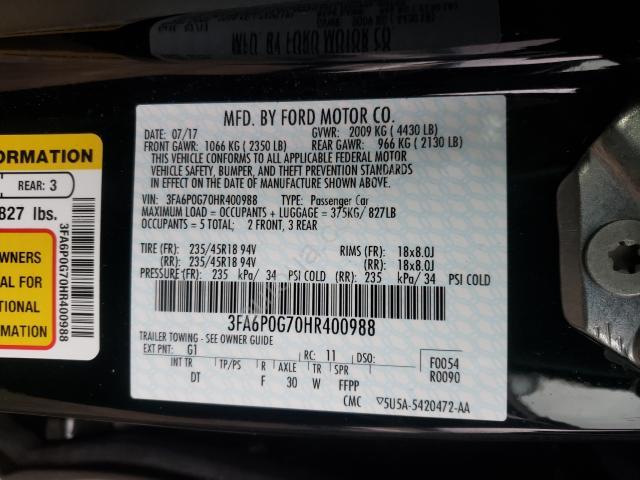 MFD. BY FORD MOTOR CO.
DATE: 07/17 GVWR: 2009 KG ( 4430 LB)
FRONT GAWR: 1066 KG ( 2350 LB) REAR GAWR: 966 KG ( 2130 LB)
THIS VEHICLE CONFORMS TO ALL APPLICABLE FEDERAL MOTOR
VEHICLE SAFETY, BUMPER, AND THEFT PREVENTION STANDARDS
IN EFFECT ON THE DATE OF MANUFACTURE SHOWN ABOVE.
VIN: 3FA6P0G70HR400988 TYPE: Passenger Car
MAXIMUM LOAD = OCCUPANTS + LUGGAGE = 375KG/ 827LB
OCCUPANTS = 5 TOTAL; 2 FRONT, 3 REAR
TIRE (FR): 235/45R18 94V RIMS (FR): 18x8.0J
(RR): 235/45R18 94V (RR): 18x8.0J
PRESSURE (FR): 235 kPa/ 34 PSI COLD (RR): 235 kPa/ 34 PSI COLD
3FA6P0G70HR400988
TRAILER TOWING - SEE OWNER GUIDE
EXT PNT: G1 RC: 11 DSO: F0054
INT TR TP/PS R AXLE TR SPR R0090
DT F 30 W FFPP
CMC ▽5U5A-5420472-AA
FORMATION
REAR: 3
827 lbs.
WNERS
AL FOR
TIONAL
MATION
3FA6P0G70HR400988